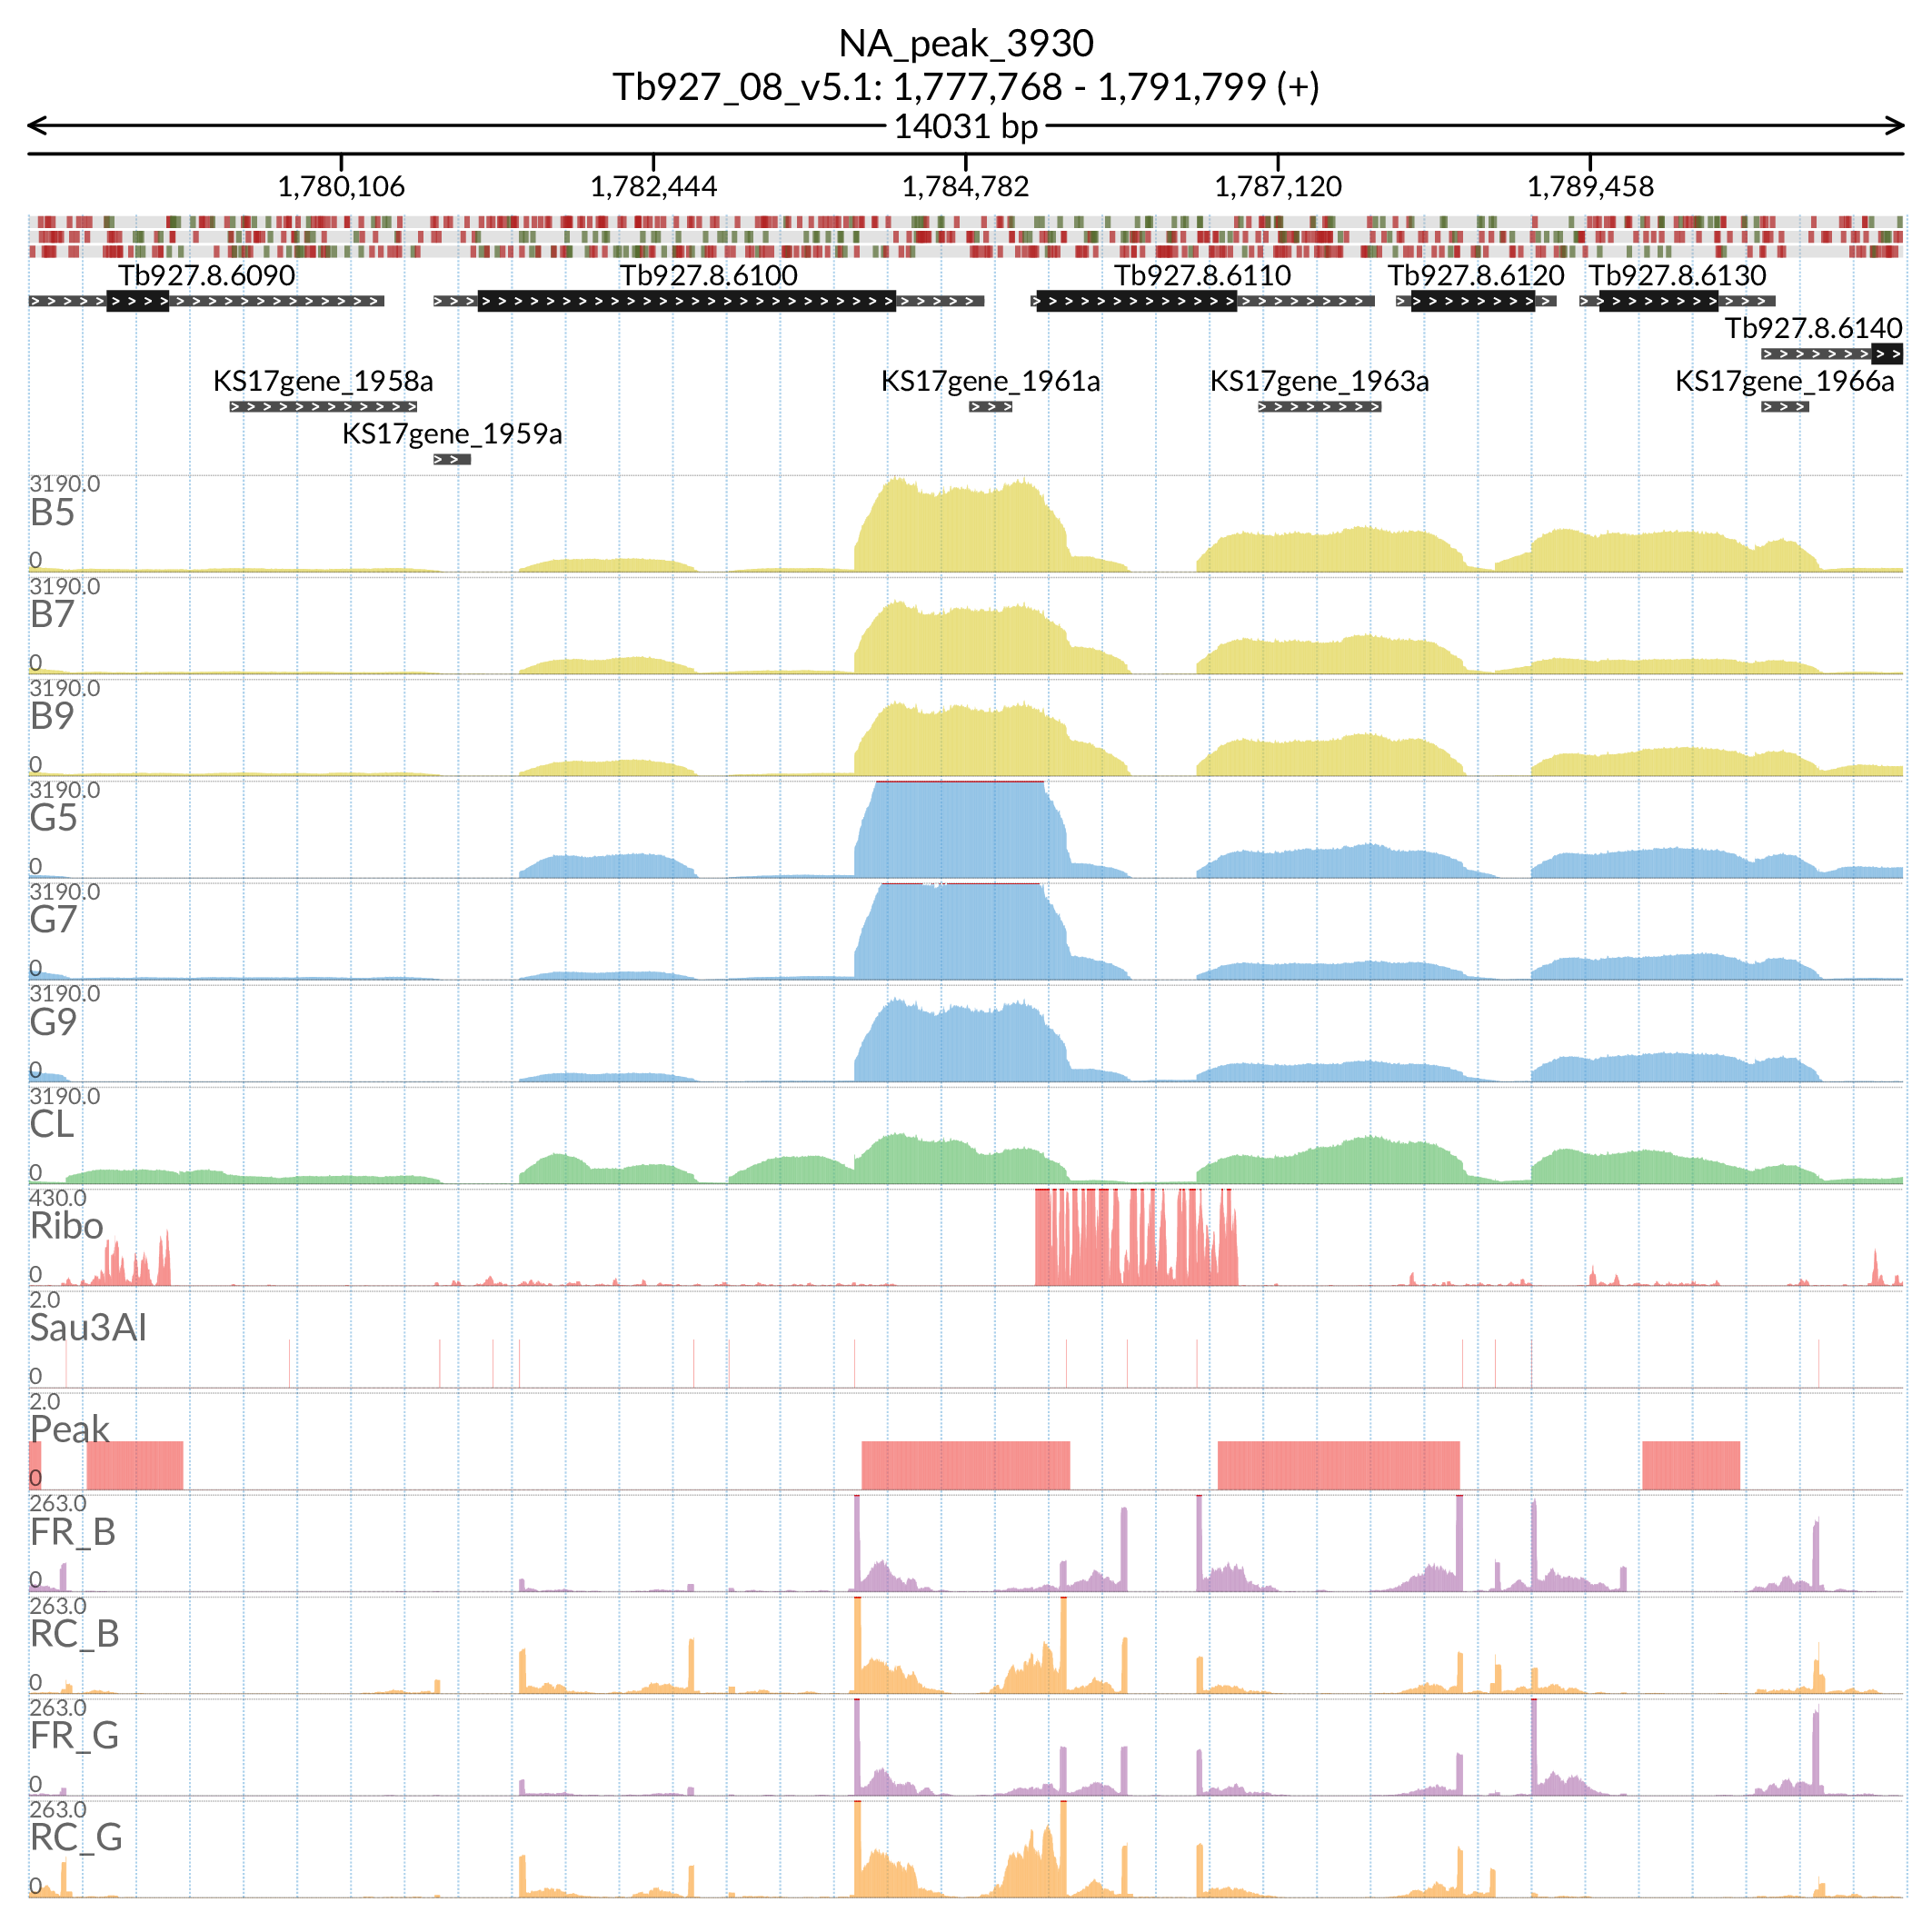 NA_peak_3930
Tb927_08_v5.1: 1,777,768 - 1,791,799 (+)
14031 bp
1,780,106 1,782,444 1,784,782 1,787,120 1,789,458
Tb927.8.6090 Tb927.8.6100 Tb927.8.6110 Tb927.8.6120 Tb927.8.6130
Tb927.8.6140
KS17gene_1958a KS17gene_1961a KS17gene_1963a KS17gene_1966a
KS17gene_1959a
3190.0
B5
0
3190.0
B7
0
3190.0
B9
0
3190.0
G5
0
3190.0
G7
0
3190.0
G9
0
3190.0
CL
0
430.0
Ribo
0
2.0
Sau3AI
0
2.0
Peak
0
263.0
FR_B
0
263.0
RC_B
0
263.0
FR_G
0
263.0
RC_G
0